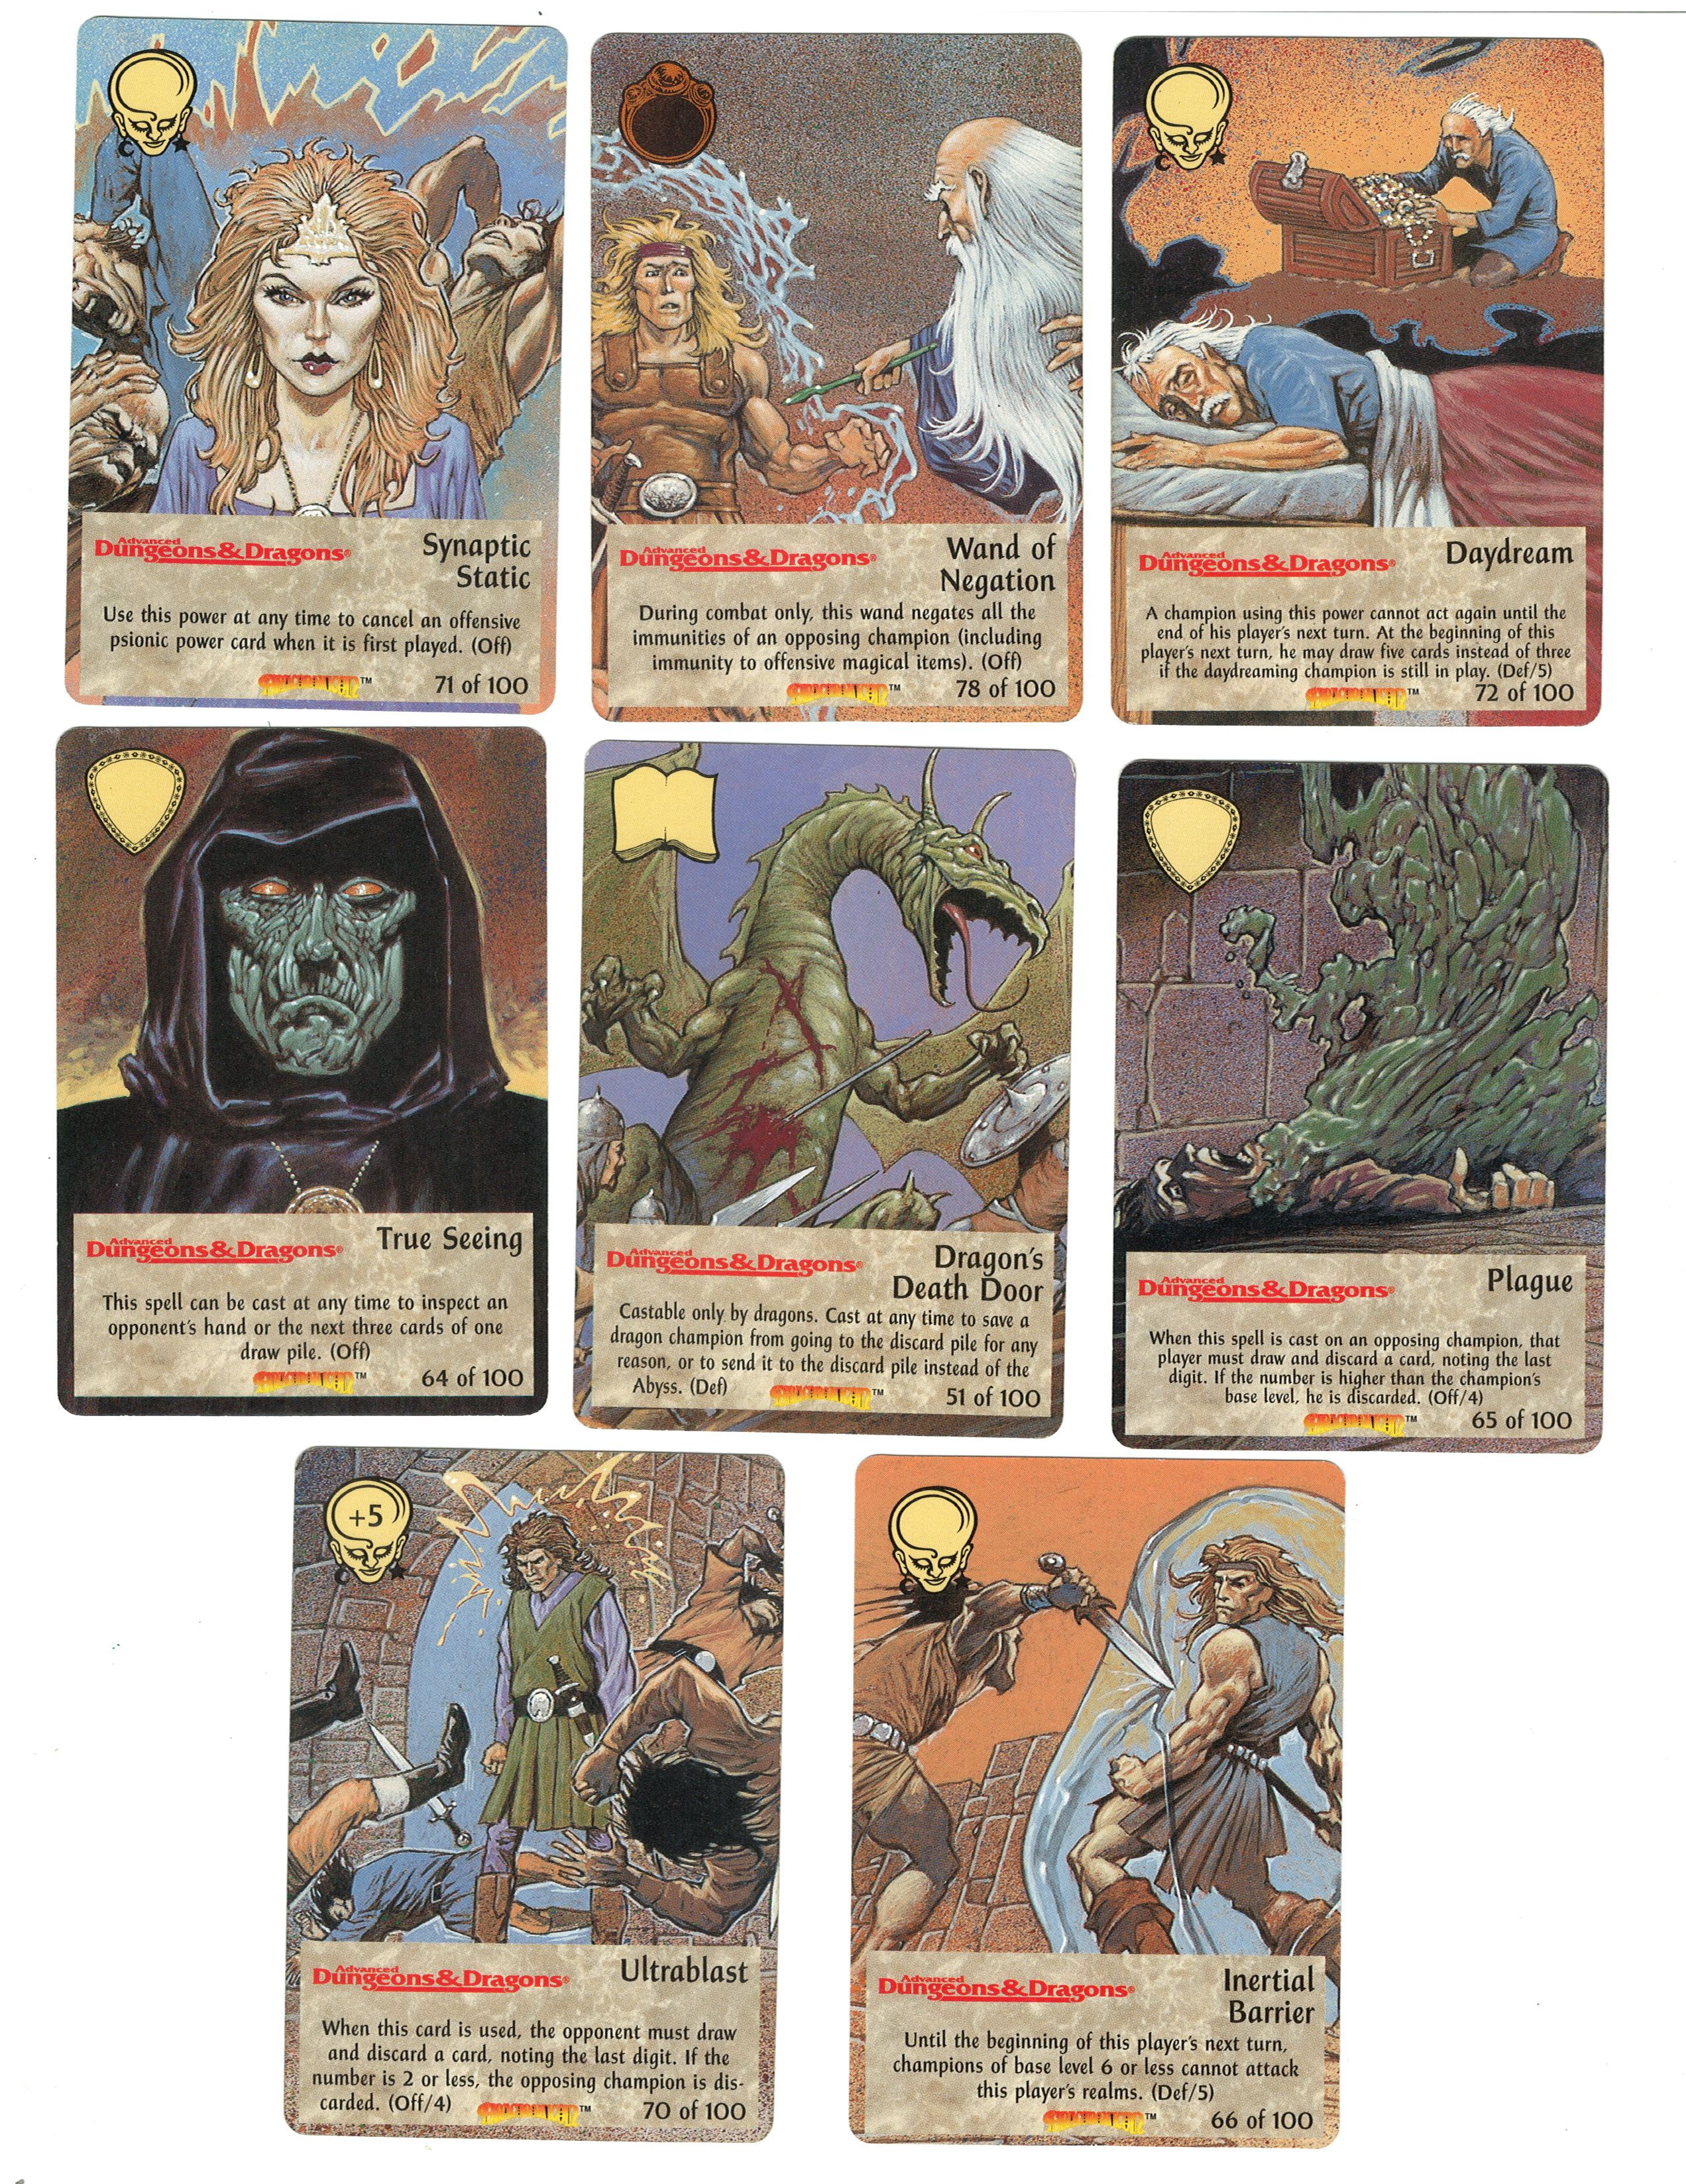 Advanced
Dungeons&Dragons®
Synaptic
Static
Use this power at any time to cancel an offensive
psionic power card when it is first played. (Off)
SPELLFIRE™
71 of 100
Advanced
Dungeons&Dragons®
Wand of
Negation
During combat only, this wand negates all the
immunities of an opposing champion (including
immunity to offensive magical items). (Off)
SPELLFIRE™
78 of 100
Advanced
Dungeons&Dragons®
Daydream
A champion using this power cannot act again until the
end of his player's next turn. At the beginning of this
player's next turn, he may draw five cards instead of three
if the daydreaming champion is still in play. (Def/5)
SPELLFIRE™
72 of 100
Advanced
Dungeons&Dragons®
True Seeing
This spell can be cast at any time to inspect an
opponent's hand or the next three cards of one
draw pile. (Off)
SPELLFIRE™
64 of 100
Advanced
Dungeons&Dragons®
Dragon's
Death Door
Castable only by dragons. Cast at any time to save a
dragon champion from going to the discard pile for any
reason, or to send it to the discard pile instead of the
Abyss. (Def)
SPELLFIRE™
51 of 100
Advanced
Dungeons&Dragons®
Plague
When this spell is cast on an opposing champion, that
player must draw and discard a card, noting the last
digit. If the number is higher than the champion's
base level, he is discarded. (Off/4)
SPELLFIRE™
65 of 100
+5
Advanced
Dungeons&Dragons®
Ultrablast
When this card is used, the opponent must draw
and discard a card, noting the last digit. If the
number is 2 or less, the opposing champion is dis-
carded. (Off/4)
SPELLFIRE™
70 of 100
Advanced
Dungeons&Dragons®
Inertial
Barrier
Until the beginning of this player's next turn,
champions of base level 6 or less cannot attack
this player's realms. (Def/5)
SPELLFIRE™
66 of 100